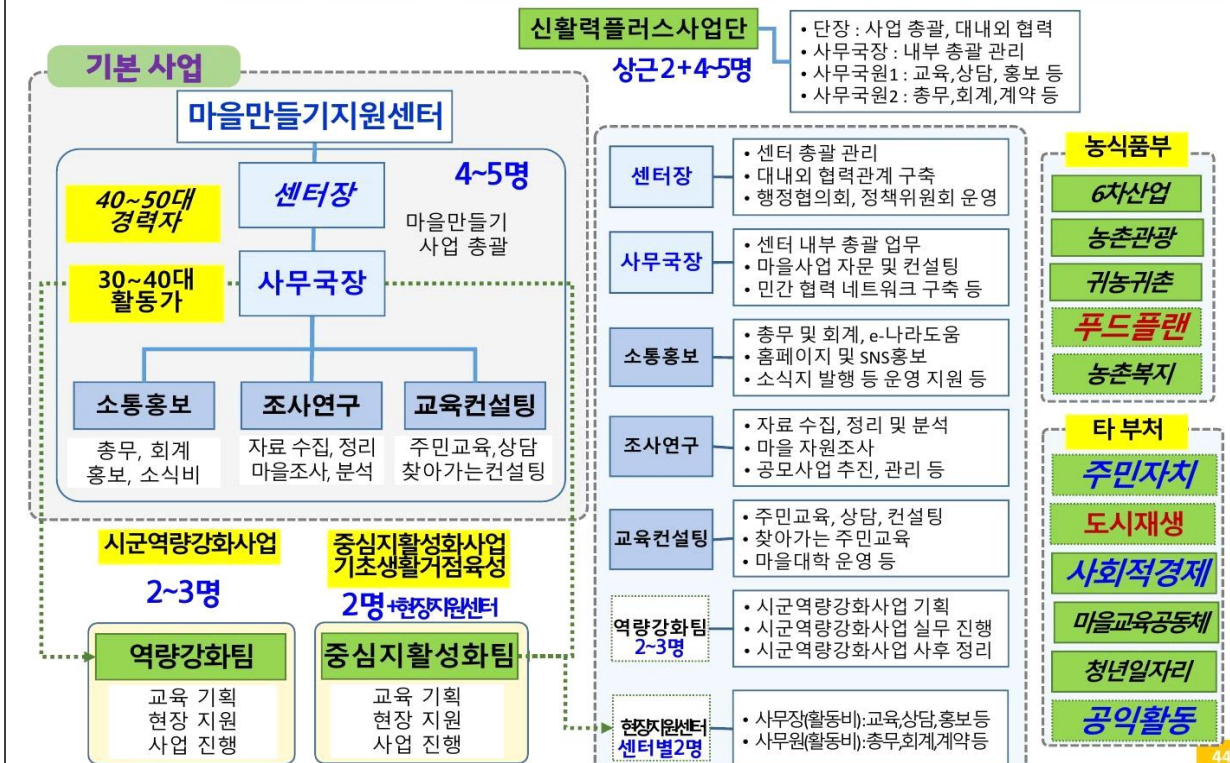 신활력플러스사업단
상근2+4~5명
• 단장 : 사업 총괄, 대내외 협력
• 사무국장 : 내부 총괄 관리
• 사무국원1 : 교육,상담, 홍보 등
• 사무국원2 : 총무,회계,계약 등
기본 사업
마을만들기지원센터
4~5명
센터장
40~50대
경력자
마을만들기
사업 총괄
사무국장
30~40대
활동가
소통홍보
총무, 회계
홍보, 소식비
조사연구
자료 수집, 정리
마을조사, 분석
교육컨설팅
주민교육,상담
찾아가는컨설팅
시군역량강화사업
2~3명
역량강화팀
교육 기획
현장 지원
사업 진행
중심지활성화사업
기초생활거점육성
2명+현장지원센터
중심지활성화팀
교육 기획
현장 지원
사업 진행
센터장
• 센터 총괄 관리
• 대내외 협력관계 구축
• 행정협의회, 정책위원회 운영
사무국장
• 센터 내부 총괄 업무
• 마을사업 자문 및 컨설팅
• 민간 협력 네트워크 구축 등
소통홍보
• 총무 및 회계, e-나라도움
• 홈페이지 및 SNS홍보
• 소식지 발행 등 운영 지원 등
조사연구
• 자료 수집, 정리 및 분석
• 마을 자원조사
• 공모사업 추진, 관리 등
교육컨설팅
• 주민교육, 상담, 컨설팅
• 찾아가는 주민교육
• 마을대학 운영 등
역량강화팀
2~3명
• 시군역량강화사업 기획
• 시군역량강화사업 실무 진행
• 시군역량강화사업 사후 정리
현장지원센터
센터별2명
• 사무장(활동비):교육,상담,홍보 등
• 사무원(활동비):총무,회계,계약 등
농식품부
6차산업
농촌관광
귀농귀촌
푸드플랜
농촌복지
타 부처
주민자치
도시재생
사회적경제
마을교육공동체
청년일자리
공익활동
44